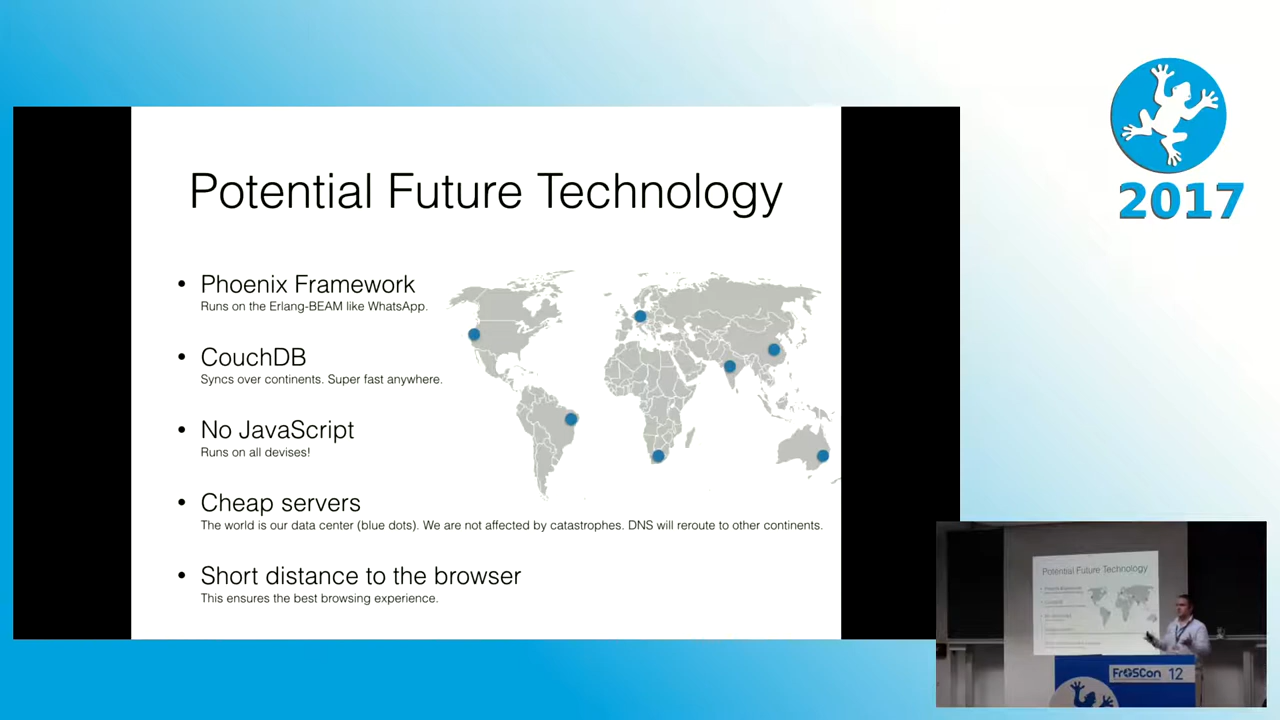 Potential Future Technology
• Phoenix Framework
Runs on the Erlang-BEAM like WhatsApp.
• CouchDB
Syncs over continents. Super fast anywhere.
• No JavaScript
Runs on all devises!
• Cheap servers
The world is our data center (blue dots). We are not affected by catastrophes. DNS will reroute to other continents.
• Short distance to the browser
This ensures the best browsing experience.
2017
Potential Future Technology
FrOSCon 12